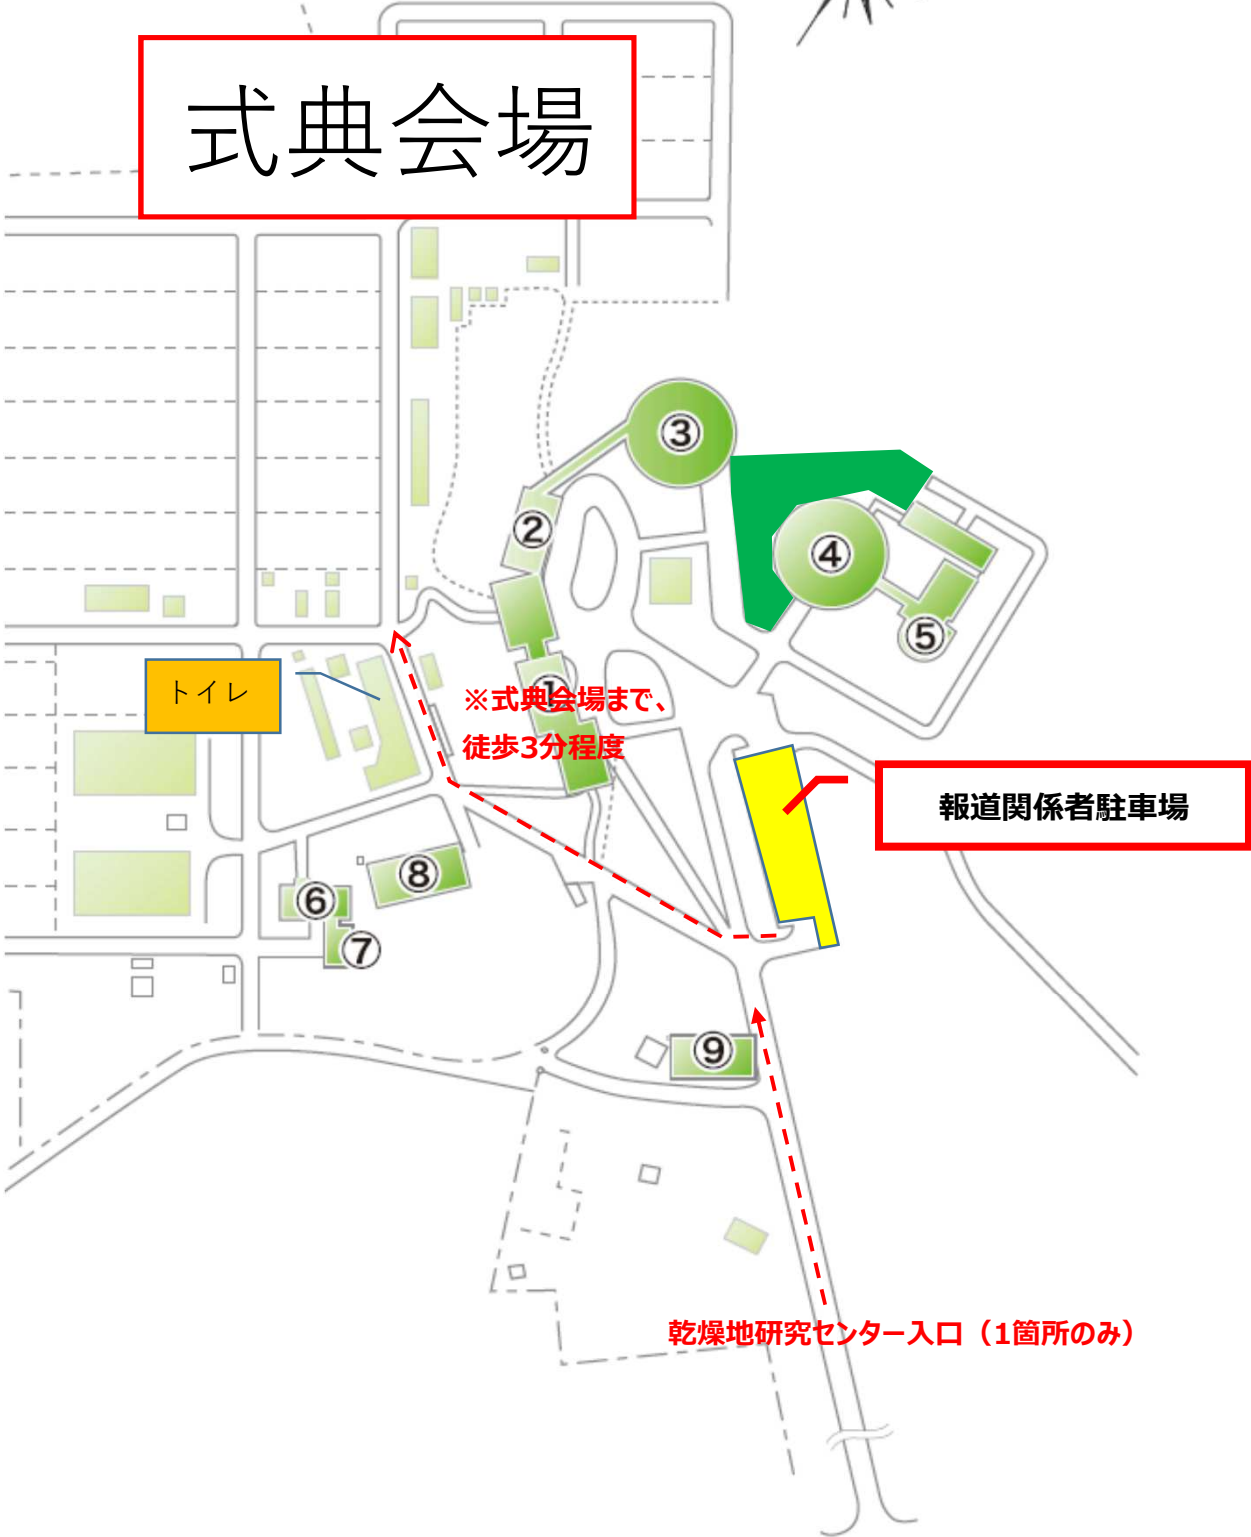 式典会場
③
②
④
⑤
トイレ
①
※式典会場まで、
徒歩3分程度
報道関係者駐車場
⑧
⑥
⑦
⑨
乾燥地研究センター入口（1箇所のみ）